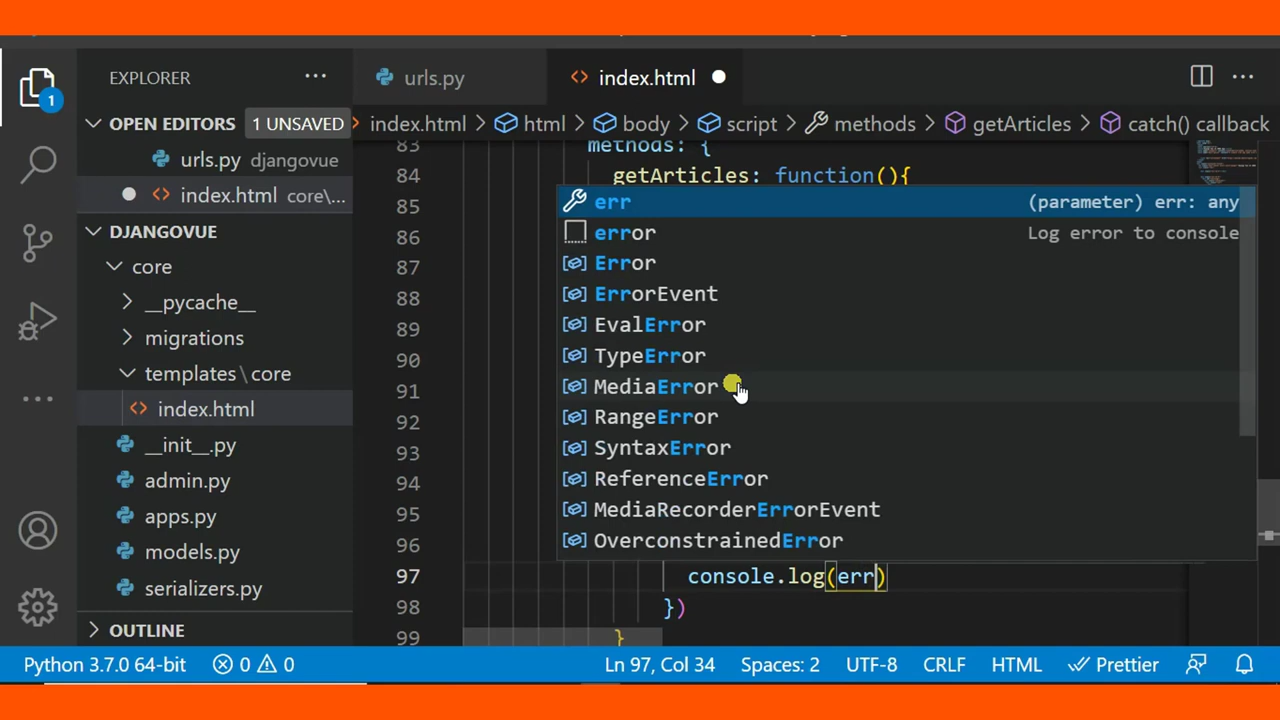 EXPLORER
urls.py
index.html
OPEN EDITORS
1 UNSAVED
index.html
html
body
script
methods
getArticles
catch() callback
urls.py djangovue
index.html core\...
DJANGOVUE
core
__pycache__
migrations
templates\core
index.html
__init__.py
admin.py
apps.py
models.py
serializers.py
OUTLINE
1
83 methods: {
84 getArticles: function(){
85
86
87
88
89
90
91
92
93
94
95
96
97 console.log(err)
98 })
99 }
err (parameter) err: any
error Log error to console
Error
ErrorEvent
EvalError
TypeError
MediaError
RangeError
SyntaxError
ReferenceError
MediaRecorderErrorEvent
OverconstrainedError
Python 3.7.0 64-bit 0 0 Ln 97, Col 34 Spaces: 2 UTF-8 CRLF HTML Prettier